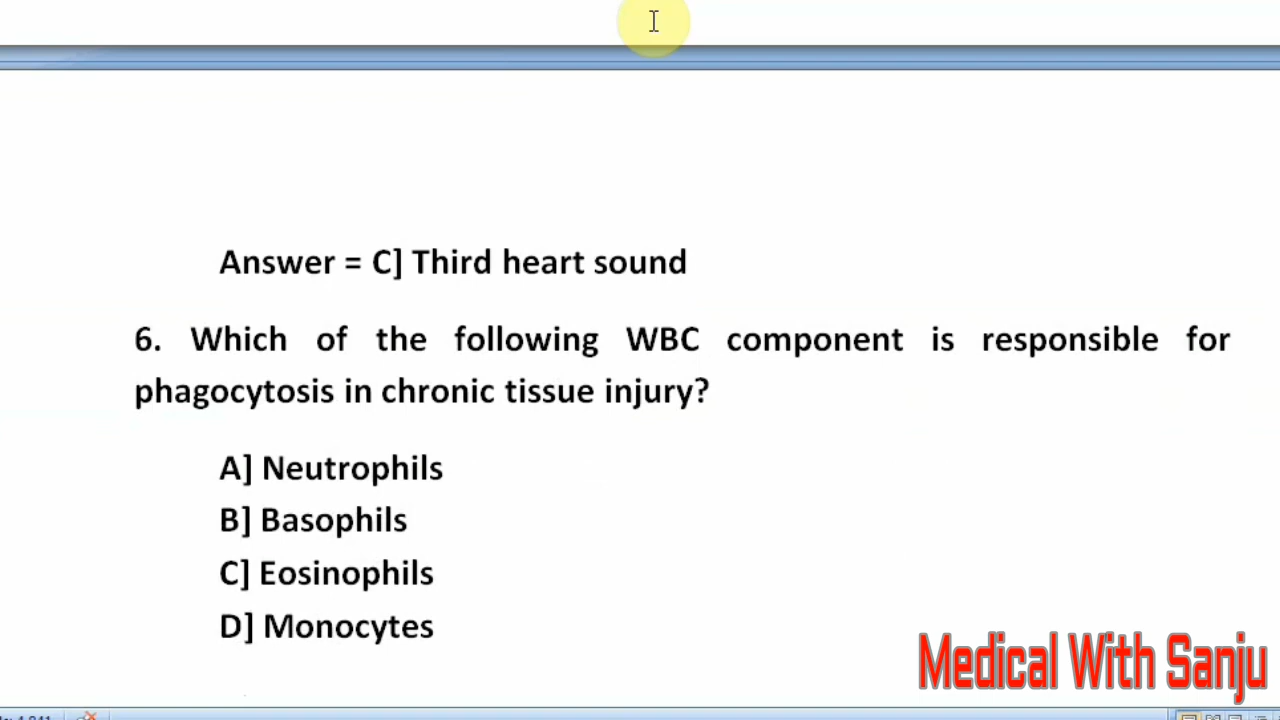 Answer = C] Third heart sound
6. Which of the following WBC component is responsible for
phagocytosis in chronic tissue injury?
A] Neutrophils
B] Basophils
C] Eosinophils
D] Monocytes
Medical With Sanju